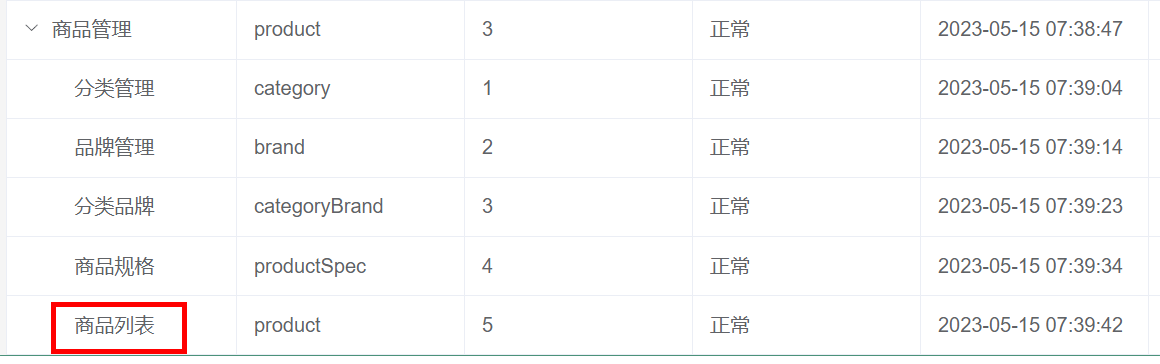 商品管理 product 3 正常 2023-05-15 07:38:47
分类管理 category 1 正常 2023-05-15 07:39:04
品牌管理 brand 2 正常 2023-05-15 07:39:14
分类品牌 categoryBrand 3 正常 2023-05-15 07:39:23
商品规格 productSpec 4 正常 2023-05-15 07:39:34
商品列表 product 5 正常 2023-05-15 07:39:42